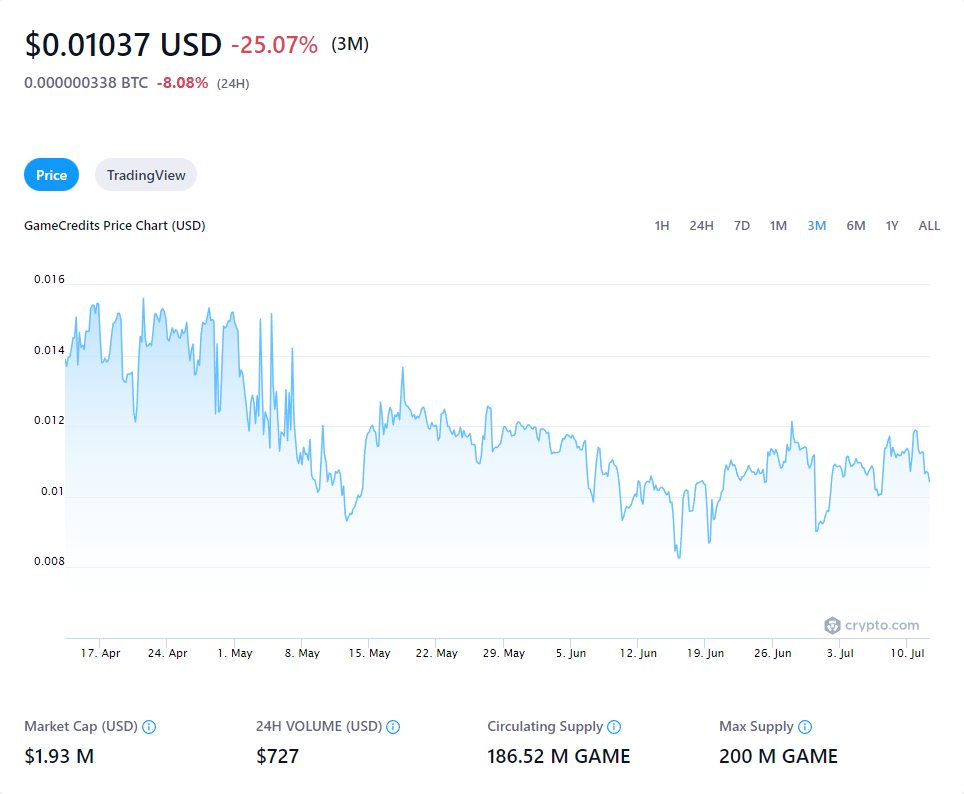 $0.01037 USD -25.07% (3M)
0.000000338 BTC -8.08% (24H)
Price TradingView
GameCredits Price Chart (USD) 1H 24H 7D 1M 3M 6M 1Y ALL
0.016
0.014
0.012
0.01
0.008
crypto.com
17. Apr 24. Apr 1. May 8. May 15. May 22. May 29. May 5. Jun 12. Jun 19. Jun 26. Jun 3. Jul 10. Jul
Market Cap (USD) 24H VOLUME (USD) Circulating Supply Max Supply
$1.93 M $727 186.52 M GAME 200 M GAME